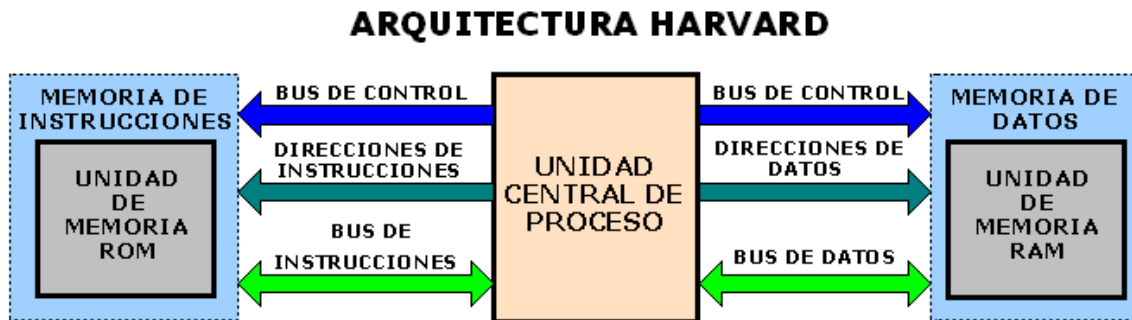 ARQUITECTURA HARVARD
MEMORIA DE
INSTRUCCIONES
UNIDAD
DE
MEMORIA
ROM
BUS DE CONTROL
DIRECCIONES DE
INSTRUCCIONES
BUS DE
INSTRUCCIONES
UNIDAD
CENTRAL DE
PROCESO
BUS DE CONTROL
DIRECCIONES DE
DATOS
BUS DE DATOS
MEMORIA DE
DATOS
UNIDAD
DE
MEMORIA
RAM